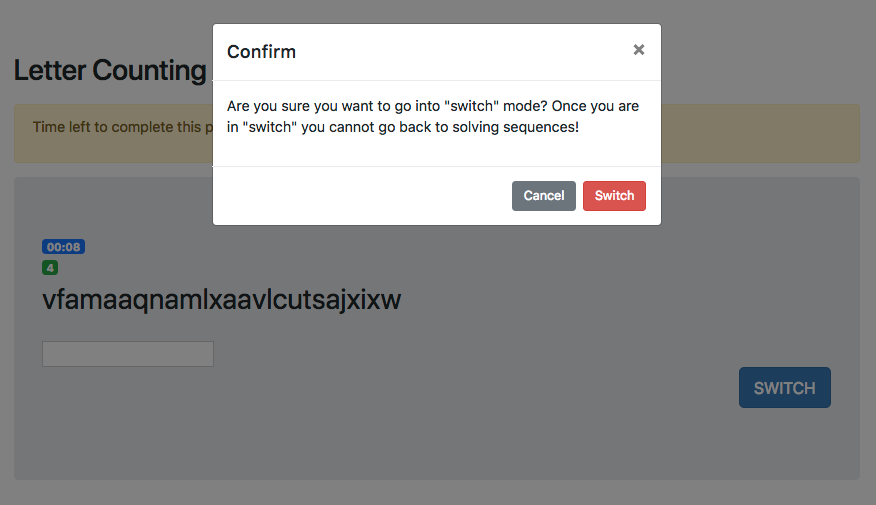 Confirm
×
Letter Counting
Are you sure you want to go into "switch" mode? Once you are
in "switch" you cannot go back to solving sequences!
Time left to complete this p
Cancel
Switch
00:08
4
vfamaaqnamlxaavlcutsajxixw
SWITCH